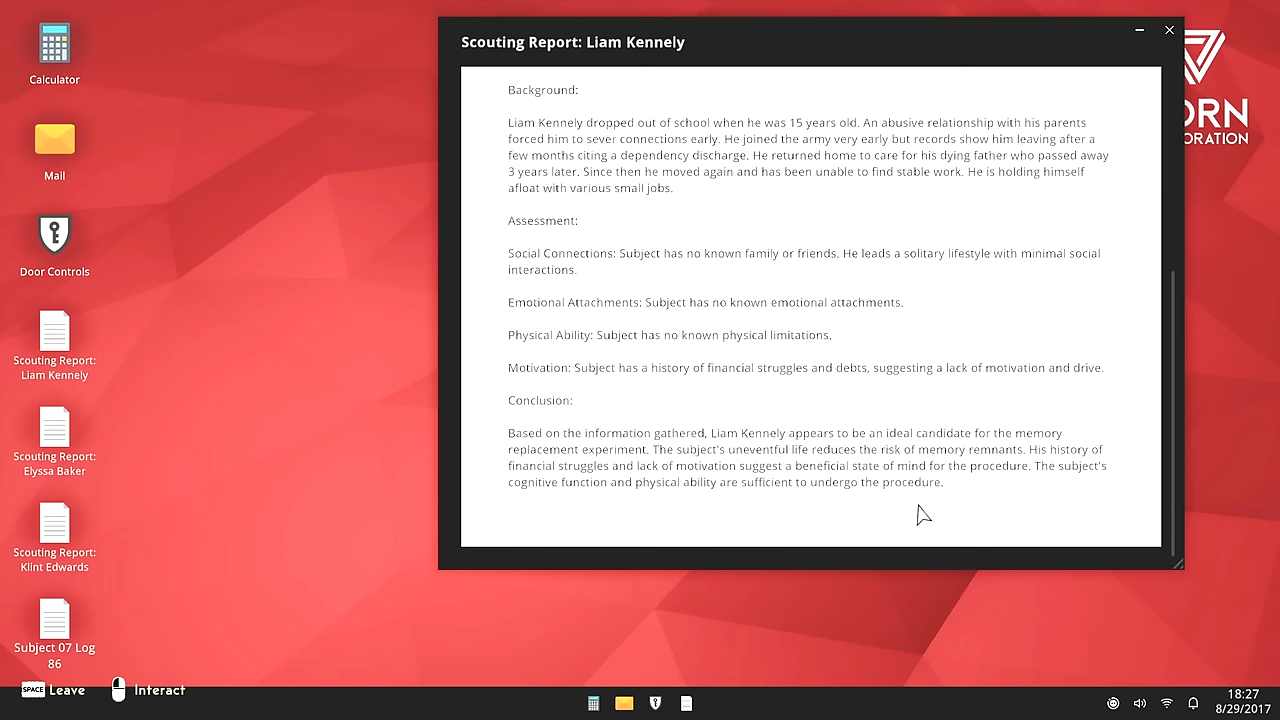 Scouting Report: Liam Kennely
Background:
Liam Kennely dropped out of school when he was 15 years old. An abusive relationship with his parents
forced him to sever connections early. He joined the army very early but records show him leaving after a
few months citing a dependency discharge. He returned home to care for his dying father who passed away
3 years later. Since then he moved again and has been unable to find stable work. He is holding himself
afloat with various small jobs.
Assessment:
Social Connections: Subject has no known family or friends. He leads a solitary lifestyle with minimal social
interactions.
Emotional Attachments: Subject has no known emotional attachments.
Physical Ability: Subject has no known physical limitations.
Motivation: Subject has a history of financial struggles and debts, suggesting a lack of motivation and drive.
Conclusion:
Based on the information gathered, Liam Kennely appears to be an ideal candidate for the memory
replacement experiment. The subject's uneventful life reduces the risk of memory remnants. His history of
financial struggles and lack of motivation suggest a beneficial state of mind for the procedure. The subject's
cognitive function and physical ability are sufficient to undergo the procedure.
Calculator
Mail
Door Controls
Scouting Report:
Liam Kennely
Scouting Report:
Elyssa Baker
Scouting Report:
Klint Edwards
Subject 07 Log
86
SPACE Leave
Interact
18:27
8/29/2017